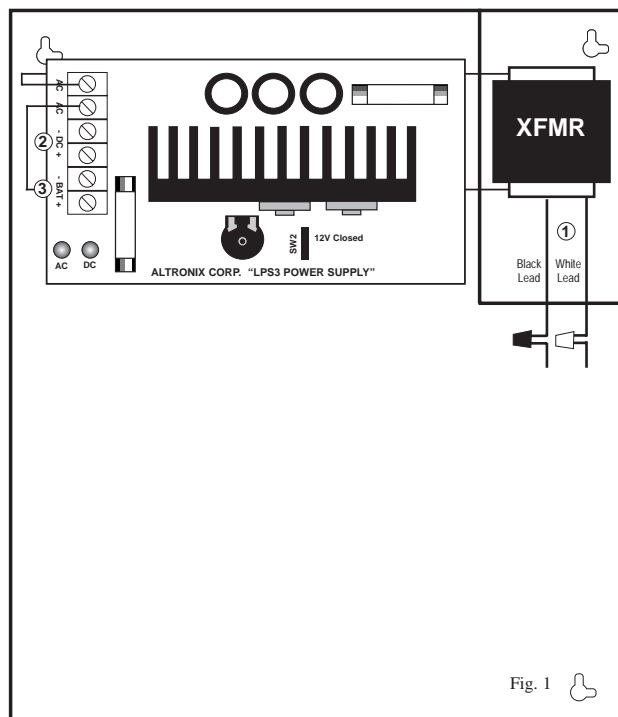 AC
AC
- DC +
- BAT +
2
3
AC
DC
SW2
12V Closed
ALTRONIX CORP. “LPS3 POWER SUPPLY”
XFMR
1
Black
Lead
White
Lead
Fig. 1